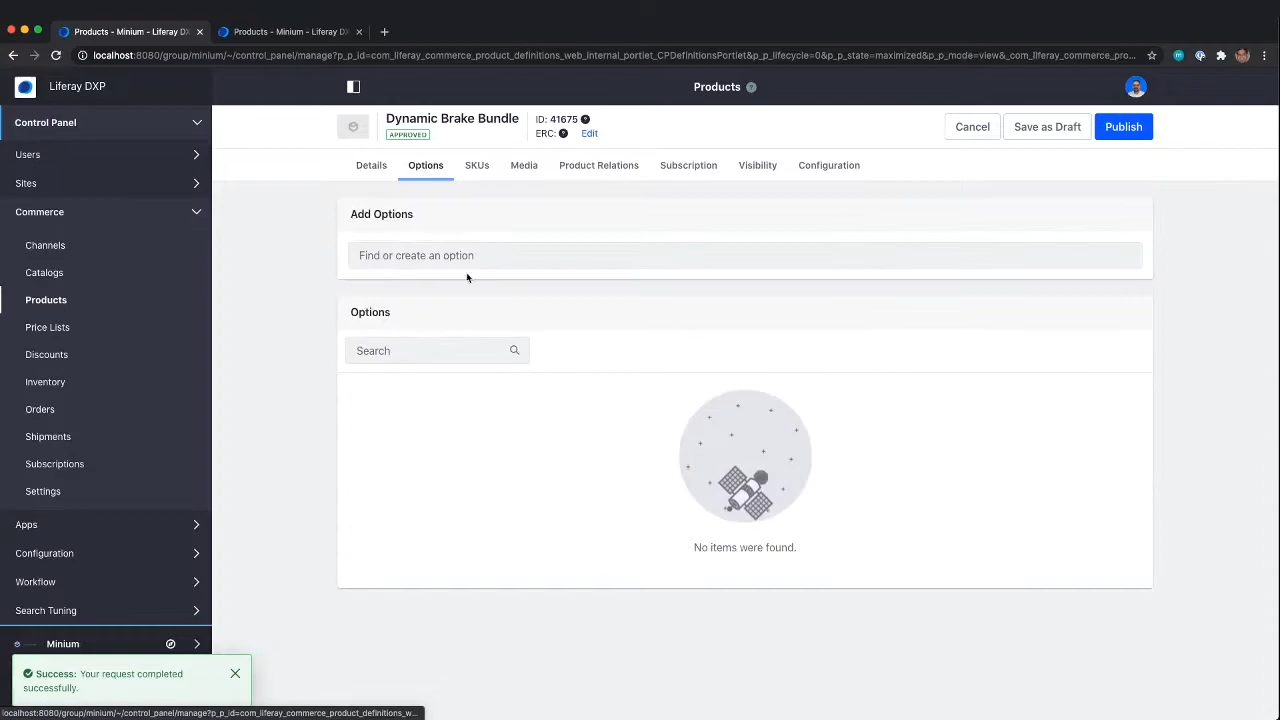 Products - Minium - Liferay DX
Products - Minium - Liferay DX
localhost:8080/group/minium/~/control_panel/manage?p_p_id=com_liferay_commerce_product_definitions_web_internal_portlet_CPDefinitionsPortlet&p_p_lifecycle=0&p_p_state=maximized&p_p_mode=view&_com_liferay_commerce_pro...
Liferay DXP
Products
Control Panel
Users
Sites
Commerce
Channels
Catalogs
Products
Price Lists
Discounts
Inventory
Orders
Shipments
Subscriptions
Settings
Apps
Configuration
Workflow
Search Tuning
Minium
Dynamic Brake Bundle
APPROVED
ID: 41675
ERC: Edit
Cancel
Save as Draft
Publish
Details
Options
SKUs
Media
Product Relations
Subscription
Visibility
Configuration
Add Options
Find or create an option
Options
Search
No items were found.
Success: Your request completed
successfully.
localhost:8080/group/minium/~/control_panel/manage?p_p_id=com_liferay_commerce_product_definitions_w...